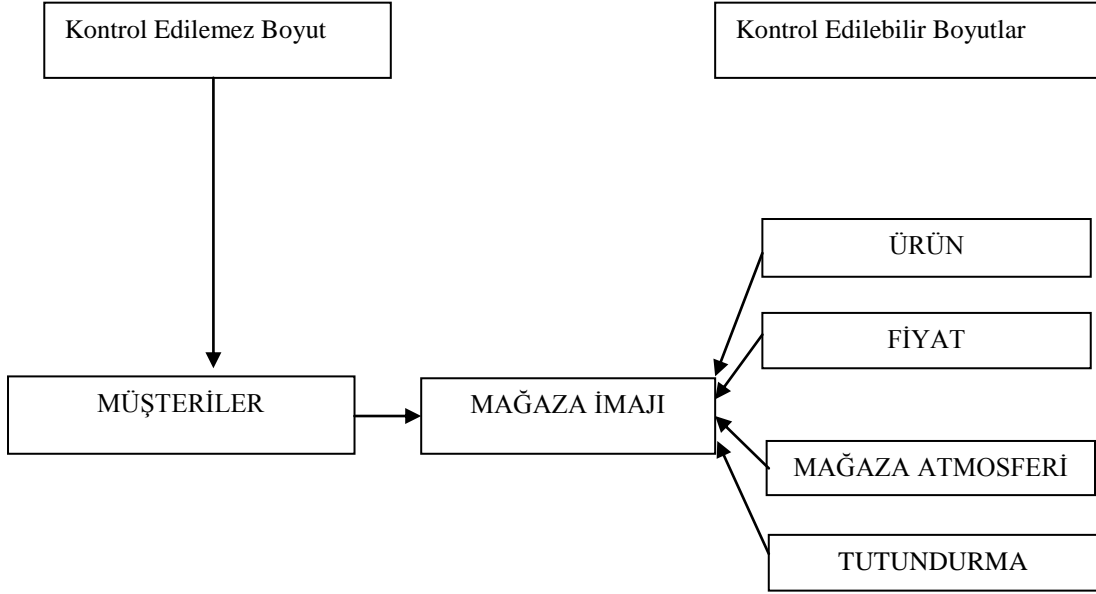 Kontrol Edilemez Boyut
Kontrol Edilebilir Boyutlar
ÜRÜN
FİYAT
MÜŞTERİLER
MAĞAZA İMAJI
MAĞAZA ATMOSFERİ
TUTUNDURMA